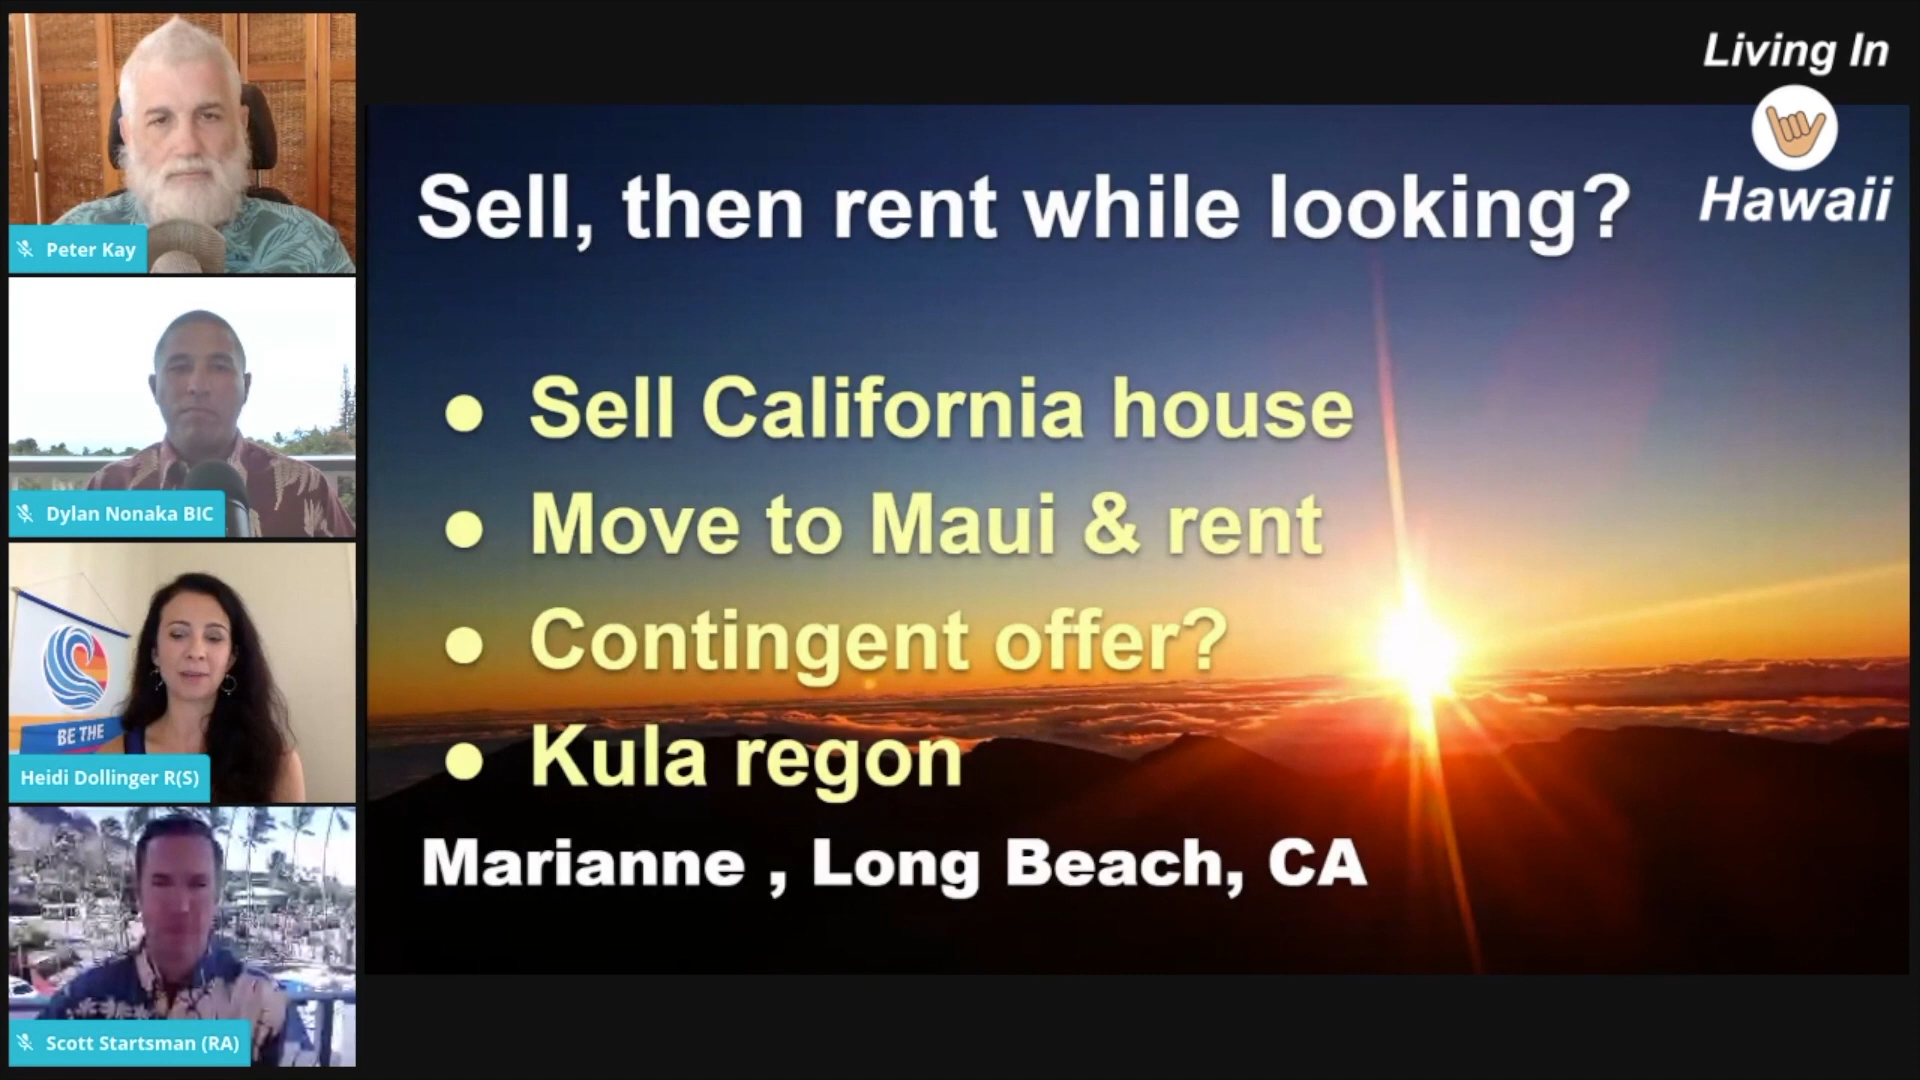 Living In
Hawaii
Sell, then rent while looking?
● Sell California house
● Move to Maui & rent
● Contingent offer?
● Kula regon
Marianne , Long Beach, CA
Peter Kay
Dylan Nonaka BIC
BE THE
Heidi Dollinger R(S)
Scott Startsman (RA)